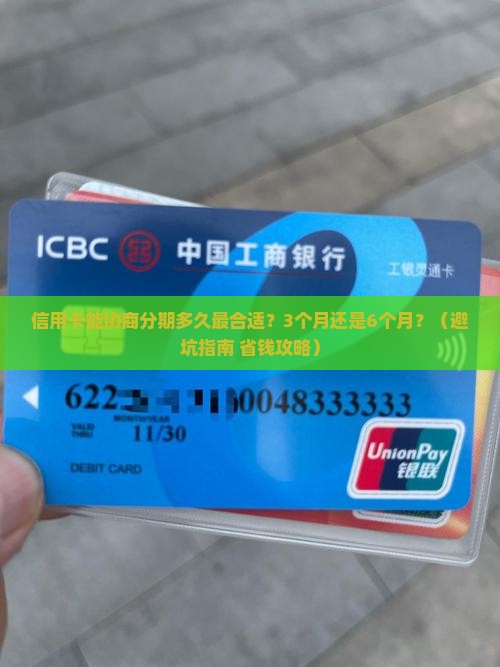 ICBC 中国工商银行
工银灵通卡
信用卡能协商分期多久最合适？3个月还是6个月？（避
坑指南 省钱攻略）
622 0048333333
MONTH/YEAR
VALID
THRU 11/30
DEBIT CARD
UnionPay
银联